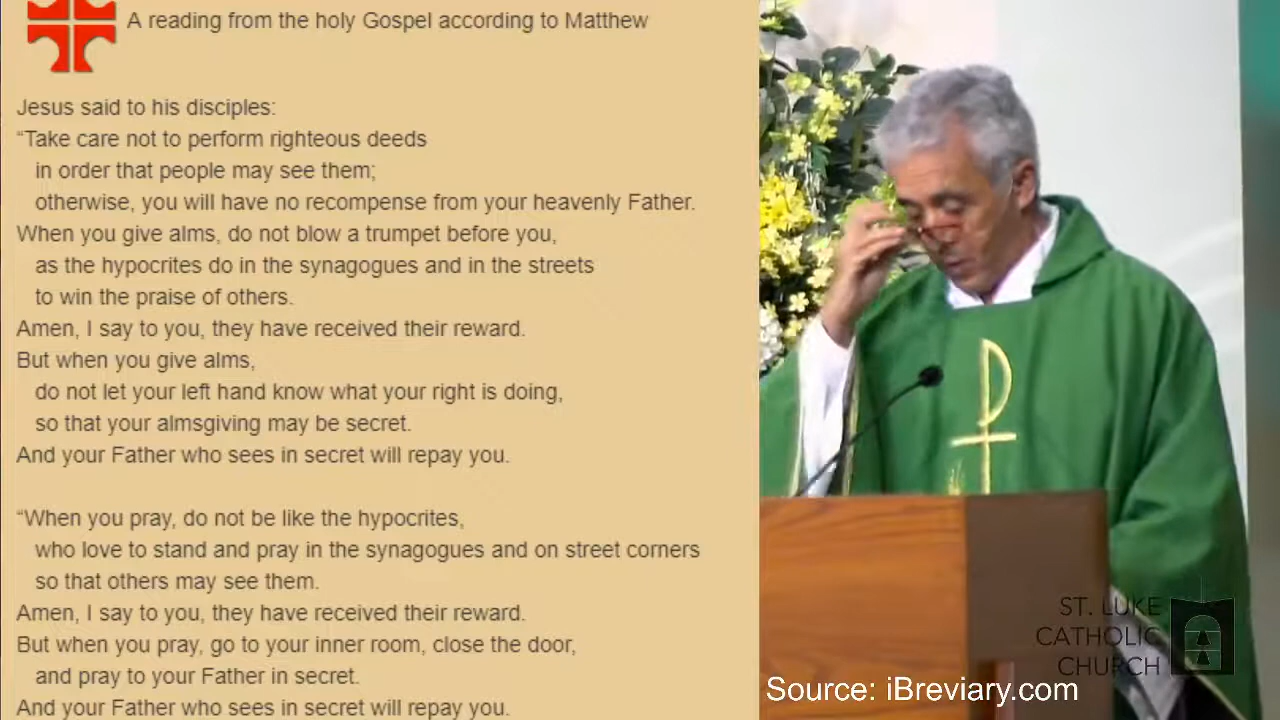 A reading from the holy Gospel according to Matthew
Jesus said to his disciples:
“Take care not to perform righteous deeds
in order that people may see them;
otherwise, you will have no recompense from your heavenly Father.
When you give alms, do not blow a trumpet before you,
as the hypocrites do in the synagogues and in the streets
to win the praise of others.
Amen, I say to you, they have received their reward.
But when you give alms,
do not let your left hand know what your right is doing,
so that your almsgiving may be secret.
And your Father who sees in secret will repay you.
“When you pray, do not be like the hypocrites,
who love to stand and pray in the synagogues and on street corners
so that others may see them.
Amen, I say to you, they have received their reward.
But when you pray, go to your inner room, close the door,
and pray to your Father in secret.
And your Father who sees in secret will repay you.
ST. LUKE
CATHOLIC
CHURCH
Source: iBreviary.com